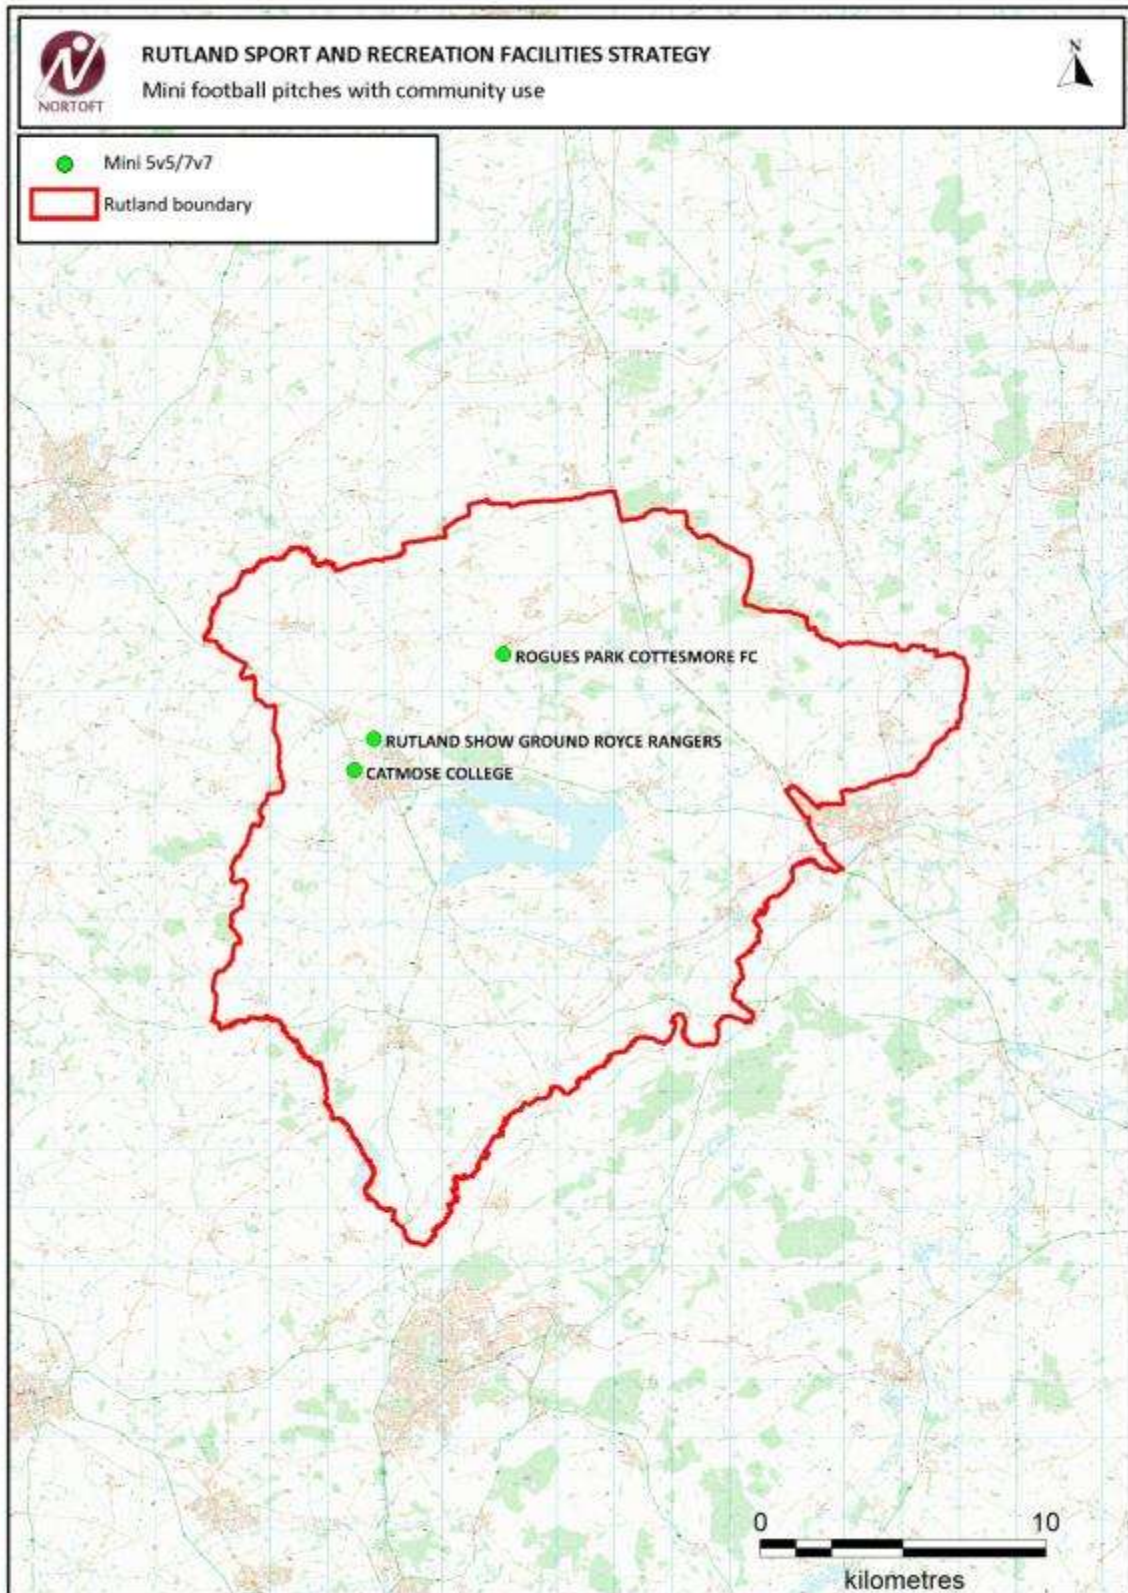 RUTLAND SPORT AND RECREATION FACILITIES STRATEGY
Mini football pitches with community use
N
NORTOFT
Mini 5v5/7v7
Rutland boundary
ROGUES PARK COTTESMORE FC
RUTLAND SHOW GROUND ROYCE RANGERS
CATMOSE COLLEGE
0 10
kilometres